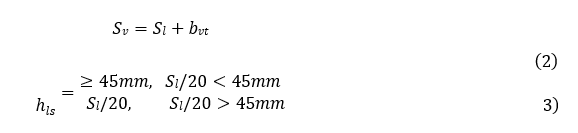 Sᵥ = Sₗ + bᵥₜ
(2)
hₗₛ = ≥ 45mm, Sₗ/20 < 45mm
Sₗ/20, Sₗ/20 > 45mm
3)